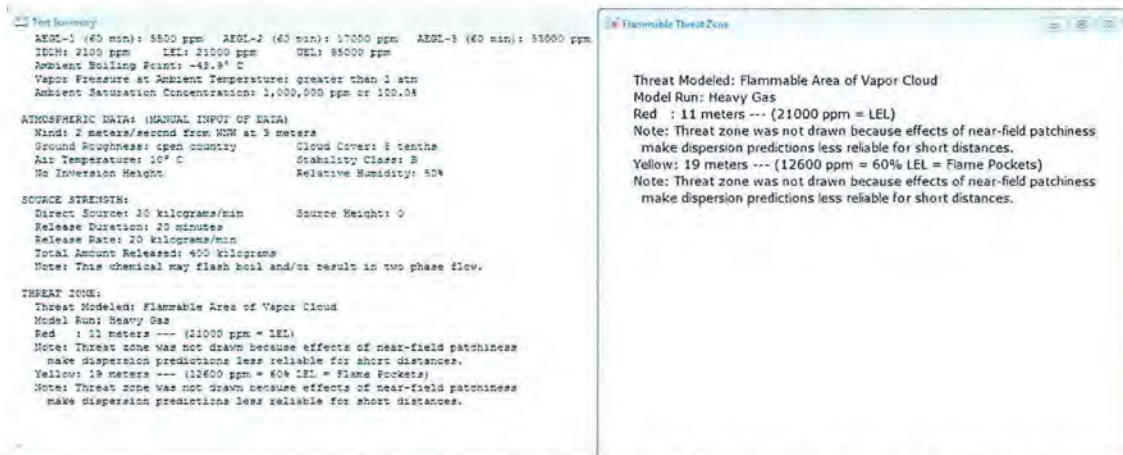 Text Summary
AEGL-1 (60 min): 5500 ppm   AEGL-2 (60 min): 17000 ppm   AEGL-3 (60 min): 33000 ppm
IDLH: 2100 ppm   LEL: 21000 ppm   UEL: 95000 ppm
Ambient Boiling Point: -43.9° C
Vapor Pressure at Ambient Temperature: greater than 1 atm
Ambient Saturation Concentration: 1,000,000 ppm or 100.0%
ATMOSPHERIC DATA: (MANUAL INPUT OF DATA)
Wind: 2 meters/second from WNW at 3 meters
Ground Roughness: open country   Cloud Cover: tenths
Air Temperature: 10° C   Stability Class: B
No Inversion Height   Relative Humidity: 50%
SOURCE STRENGTH:
Direct Source: 20 kilograms/min   Source Height: 0
Release Duration: 20 minutes
Release Rate: 20 kilograms/min
Total Amount Released: 400 kilograms
Note: This chemical may flash boil and/or result in two phase flow.
THREAT ZONE:
Threat Modeled: Flammable Area of Vapor Cloud
Model Run: Heavy Gas
Red : 11 meters --- (21000 ppm = LEL)
Note: Threat zone was not drawn because effects of near-field patchiness
make dispersion predictions less reliable for short distances.
Yellow: 19 meters --- (12600 ppm = 60% LEL = Flame Pockets)
Note: Threat zone was not drawn because effects of near-field patchiness
make dispersion predictions less reliable for short distances.
Flammable Threat Zone
Threat Modeled: Flammable Area of Vapor Cloud
Model Run: Heavy Gas
Red : 11 meters --- (21000 ppm = LEL)
Note: Threat zone was not drawn because effects of near-field patchiness
make dispersion predictions less reliable for short distances.
Yellow: 19 meters --- (12600 ppm = 60% LEL = Flame Pockets)
Note: Threat zone was not drawn because effects of near-field patchiness
make dispersion predictions less reliable for short distances.